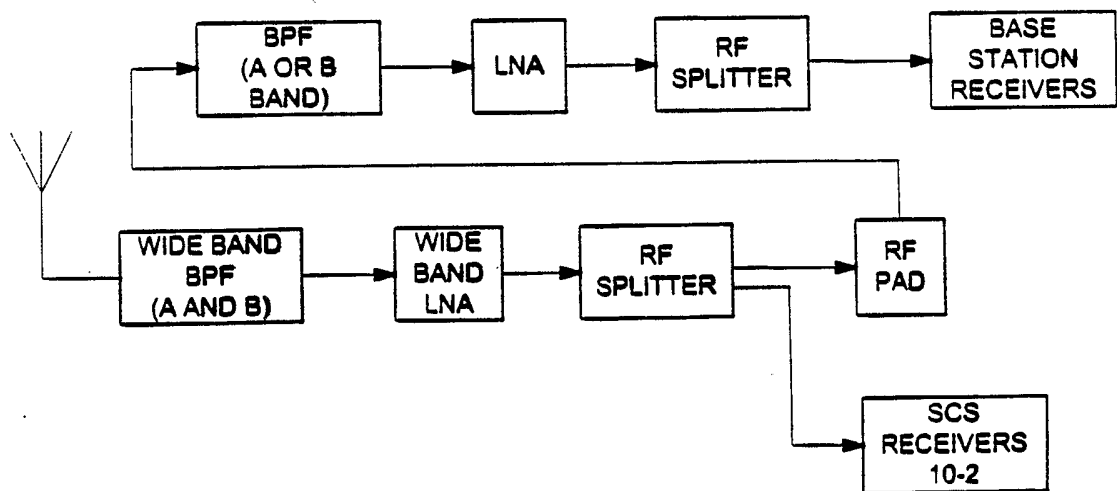 BPF
(A OR B
BAND)
LNA
RF
SPLITTER
BASE
STATION
RECEIVERS
WIDE BAND
BPF
(A AND B)
WIDE
BAND
LNA
RF
SPLITTER
RF
PAD
SCS
RECEIVERS
10-2